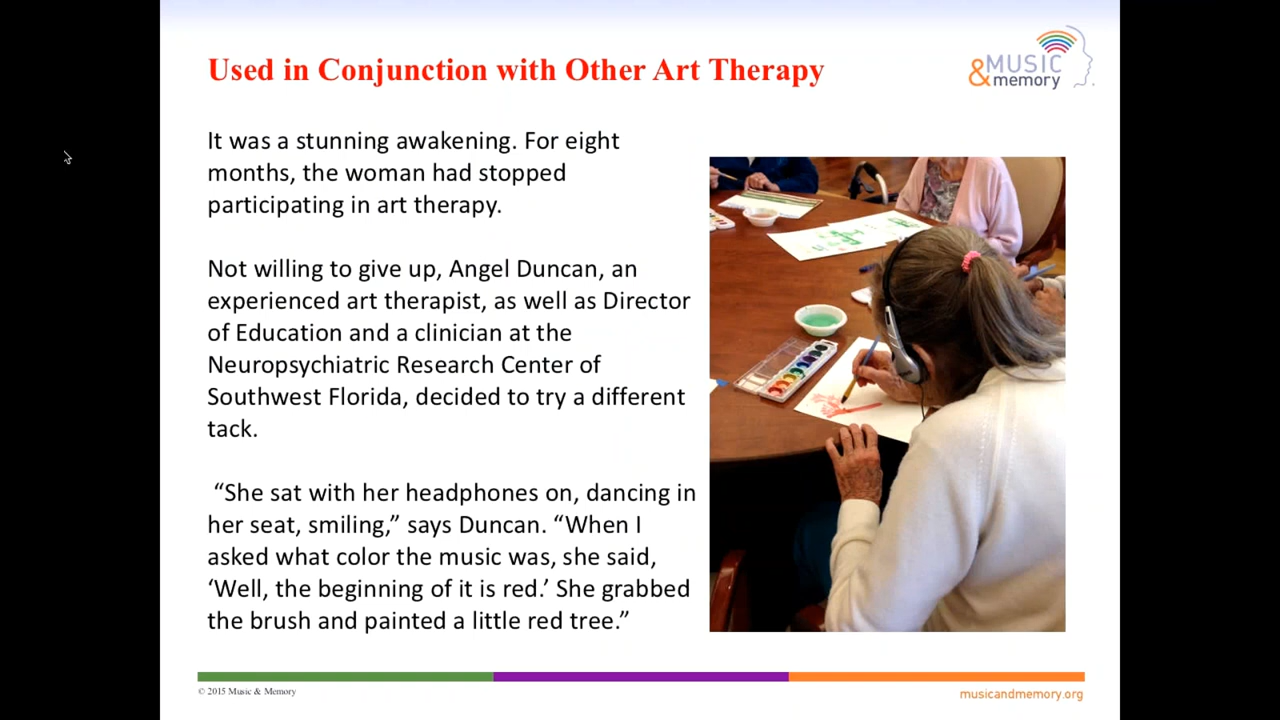 Used in Conjunction with Other Art Therapy
&MUSIC
memory
It was a stunning awakening. For eight
months, the woman had stopped
participating in art therapy.
Not willing to give up, Angel Duncan, an
experienced art therapist, as well as Director
of Education and a clinician at the
Neuropsychiatric Research Center of
Southwest Florida, decided to try a different
tack.
“She sat with her headphones on, dancing in
her seat, smiling,” says Duncan. “When I
asked what color the music was, she said,
‘Well, the beginning of it is red.’ She grabbed
the brush and painted a little red tree.”
© 2015 Music & Memory
musicandmemory.org